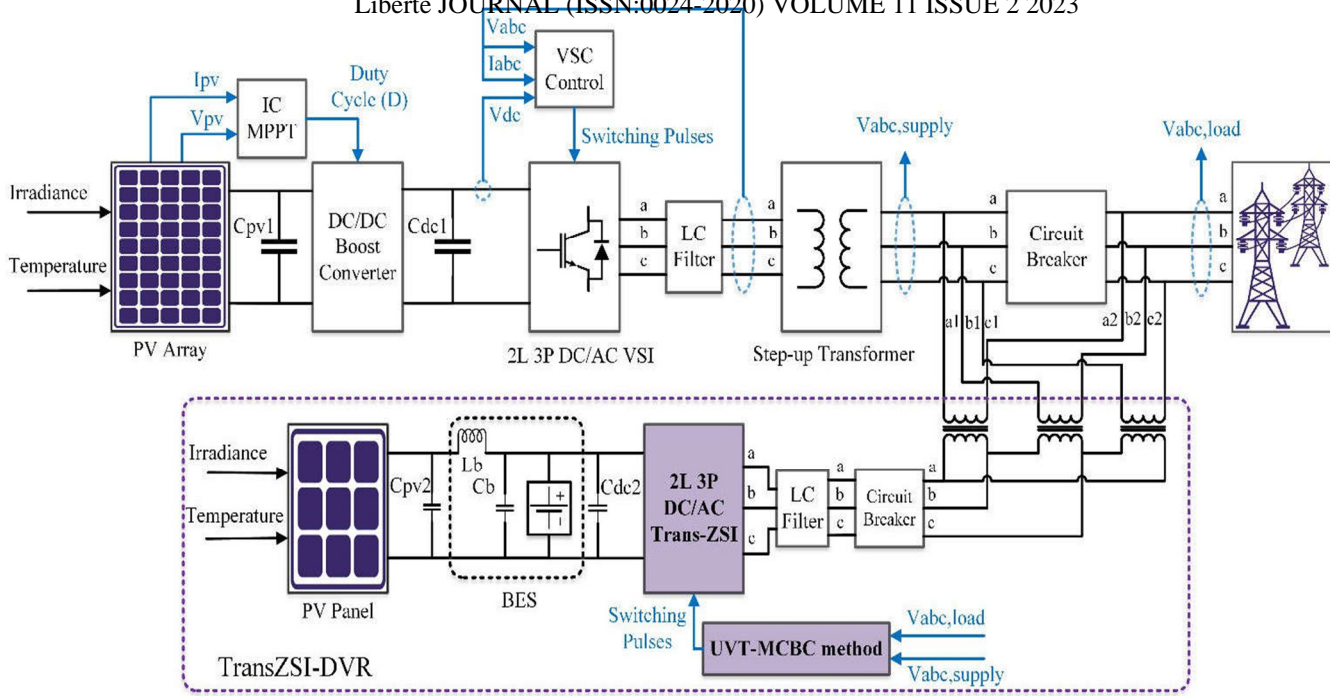 Liberte JOURNAL (ISSN:0024-2020) VOLUME 11 ISSUE 2 2023
Vabc
Iabc
Vdc
VSC
Control
Ipv
Vpv
IC
MPPT
Duty
Cycle (D)
Switching Pulses
Vabc,supply
Vabc,load
Irradiance
Temperature
PV Array
Cpv1
DC/DC
Boost
Converter
Cdc1
2L 3P DC/AC VSI
a
b
c
LC
Filter
a
b
c
Step-up Transformer
a
b
c
Circuit
Breaker
a
b
c
a1
b1
c1
a2
b2
c2
Irradiance
Temperature
PV Panel
Cpv2
Lb
Cb
BES
Cdc2
2L 3P
DC/AC
Trans-ZSI
a
b
c
LC
Filter
a
b
c
Circuit
Breaker
a
b
c
Switching
Pulses
UVT-MCBC method
Vabc,load
Vabc,supply
TransZSI-DVR